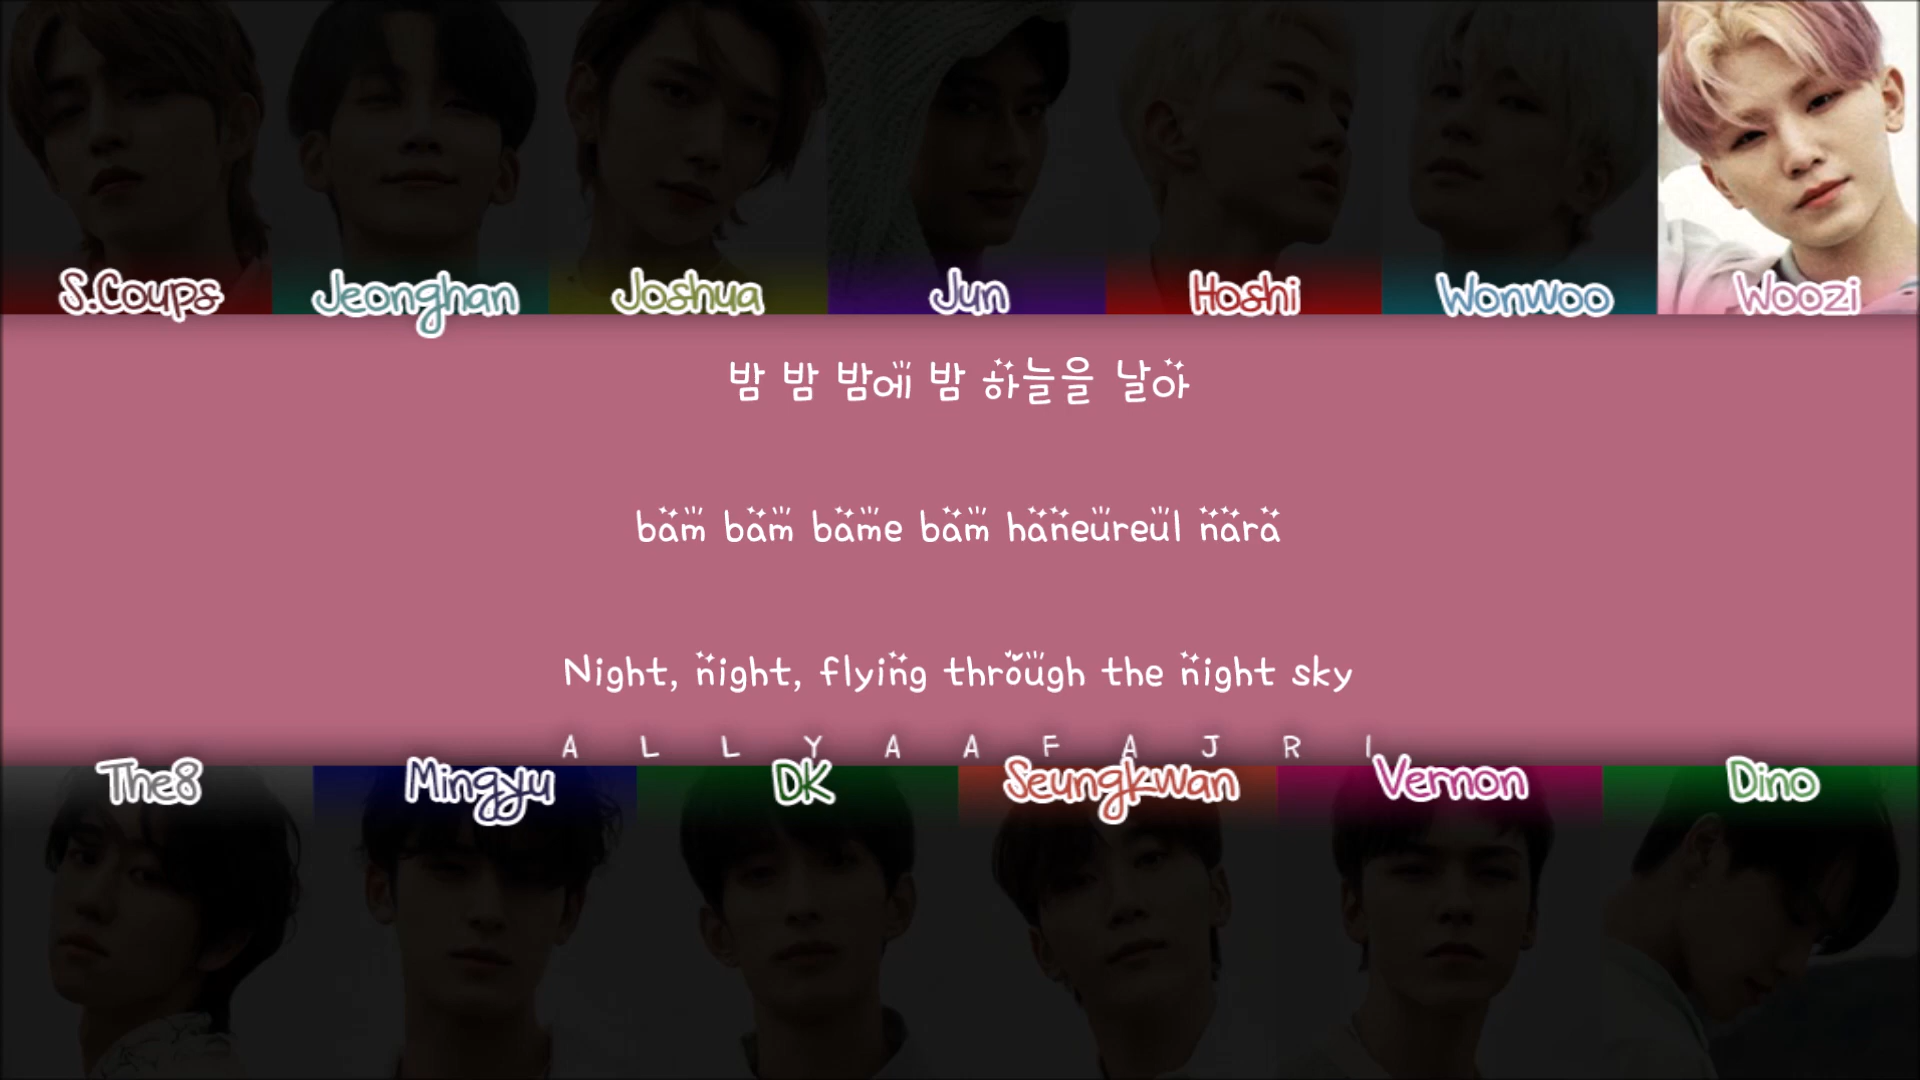 S.Coups Jeonghan Joshua Jun Hoshi Wonwoo Woozi
밤 밤 밤에 밤 하늘을 날아
bam bam bame bam haneureul nara
Night, night, flying through the night sky
A L L Y A A F A J R I
The8 Mingyu DK Seungkwan Vernon Dino